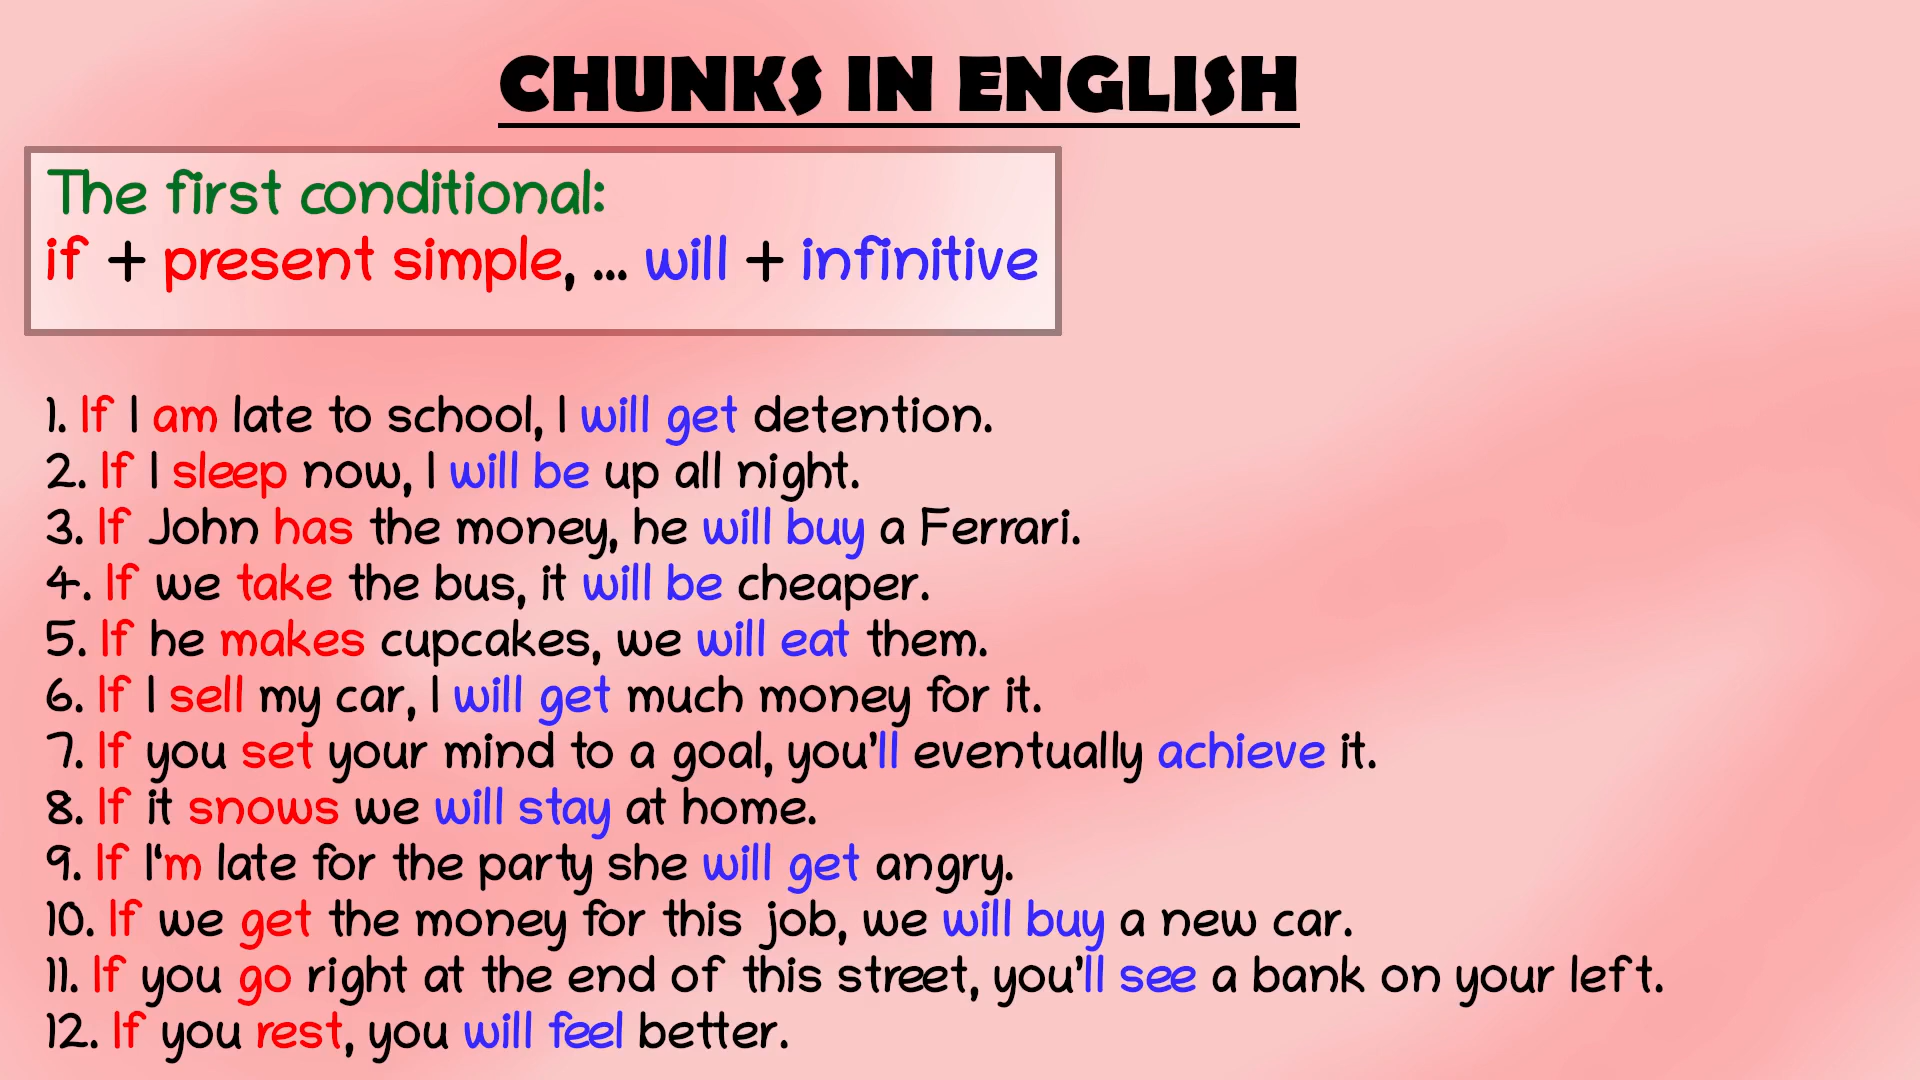 CHUNKS IN ENGLISH
The first conditional:
if + present simple, ... will + infinitive
1. If I am late to school, I will get detention.
2. If I sleep now, I will be up all night.
3. If John has the money, he will buy a Ferrari.
4. If we take the bus, it will be cheaper.
5. If he makes cupcakes, we will eat them.
6. If I sell my car, I will get much money for it.
7. If you set your mind to a goal, you'll eventually achieve it.
8. If it snows we will stay at home.
9. If I‘m late for the party she will get angry.
10. If we get the money for this job, we will buy a new car.
11. If you go right at the end of this street, you'll see a bank on your left.
12. If you rest, you will feel better.